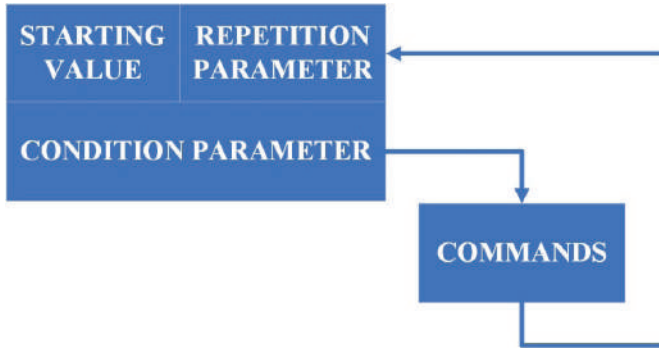 STARTING
VALUE
REPETITION
PARAMETER
CONDITION PARAMETER
COMMANDS